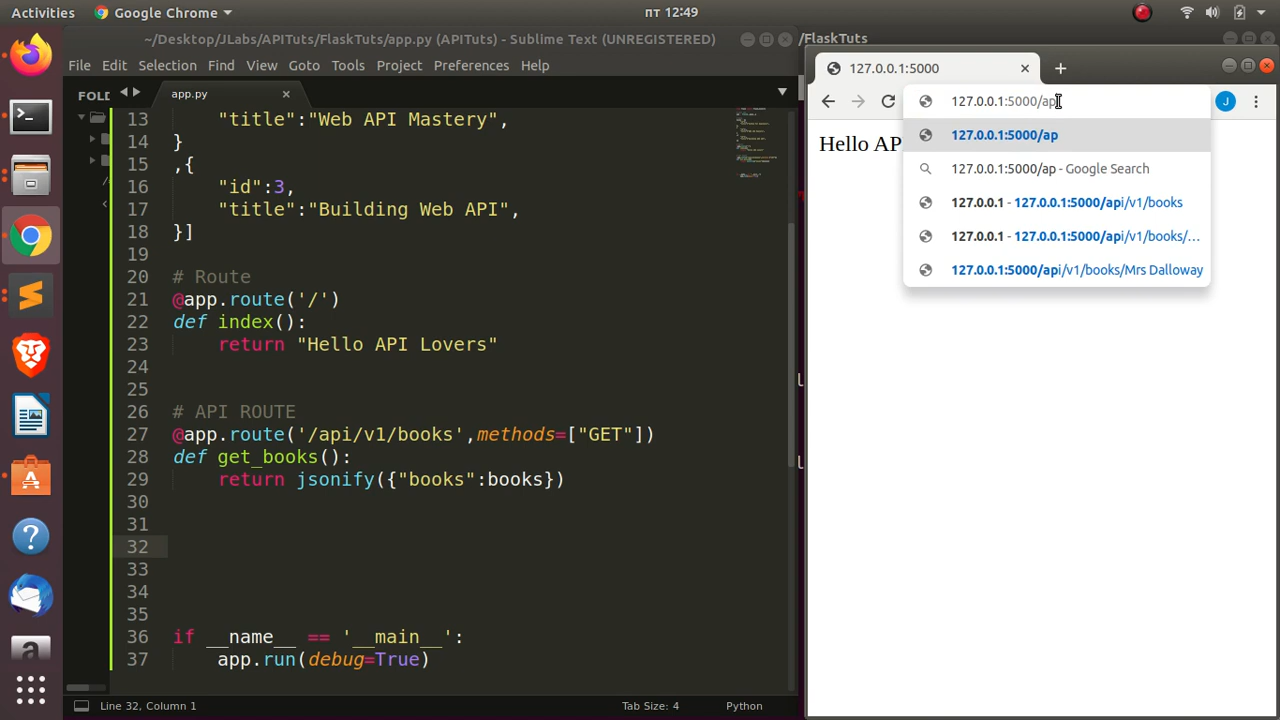 Activities
Google Chrome
пт 12:49
~/Desktop/JLabs/APITuts/FlaskTuts/app.py (APITuts) - Sublime Text (UNREGISTERED)
/FlaskTuts
File Edit Selection Find View Goto Tools Project Preferences Help
FOLD
app.py
13 "title":"Web API Mastery",
14 }
15 ,{
16 "id":3,
17 "title":"Building Web API",
18 }]
19
20 # Route
21 @app.route('/')
22 def index():
23 return "Hello API Lovers"
24
25
26 # API ROUTE
27 @app.route('/api/v1/books',methods=["GET"])
28 def get_books():
29 return jsonify({"books":books})
30
31
32
33
34
35
36 if __name__ == '__main__':
37 app.run(debug=True)
Line 32, Column 1
Tab Size: 4
Python
127.0.0.1:5000
127.0.0.1:5000/ap
J
127.0.0.1:5000/ap
127.0.0.1:5000/ap - Google Search
127.0.0.1 - 127.0.0.1:5000/api/v1/books
127.0.0.1 - 127.0.0.1:5000/api/v1/books/...
127.0.0.1:5000/api/v1/books/Mrs Dalloway
Hello AP